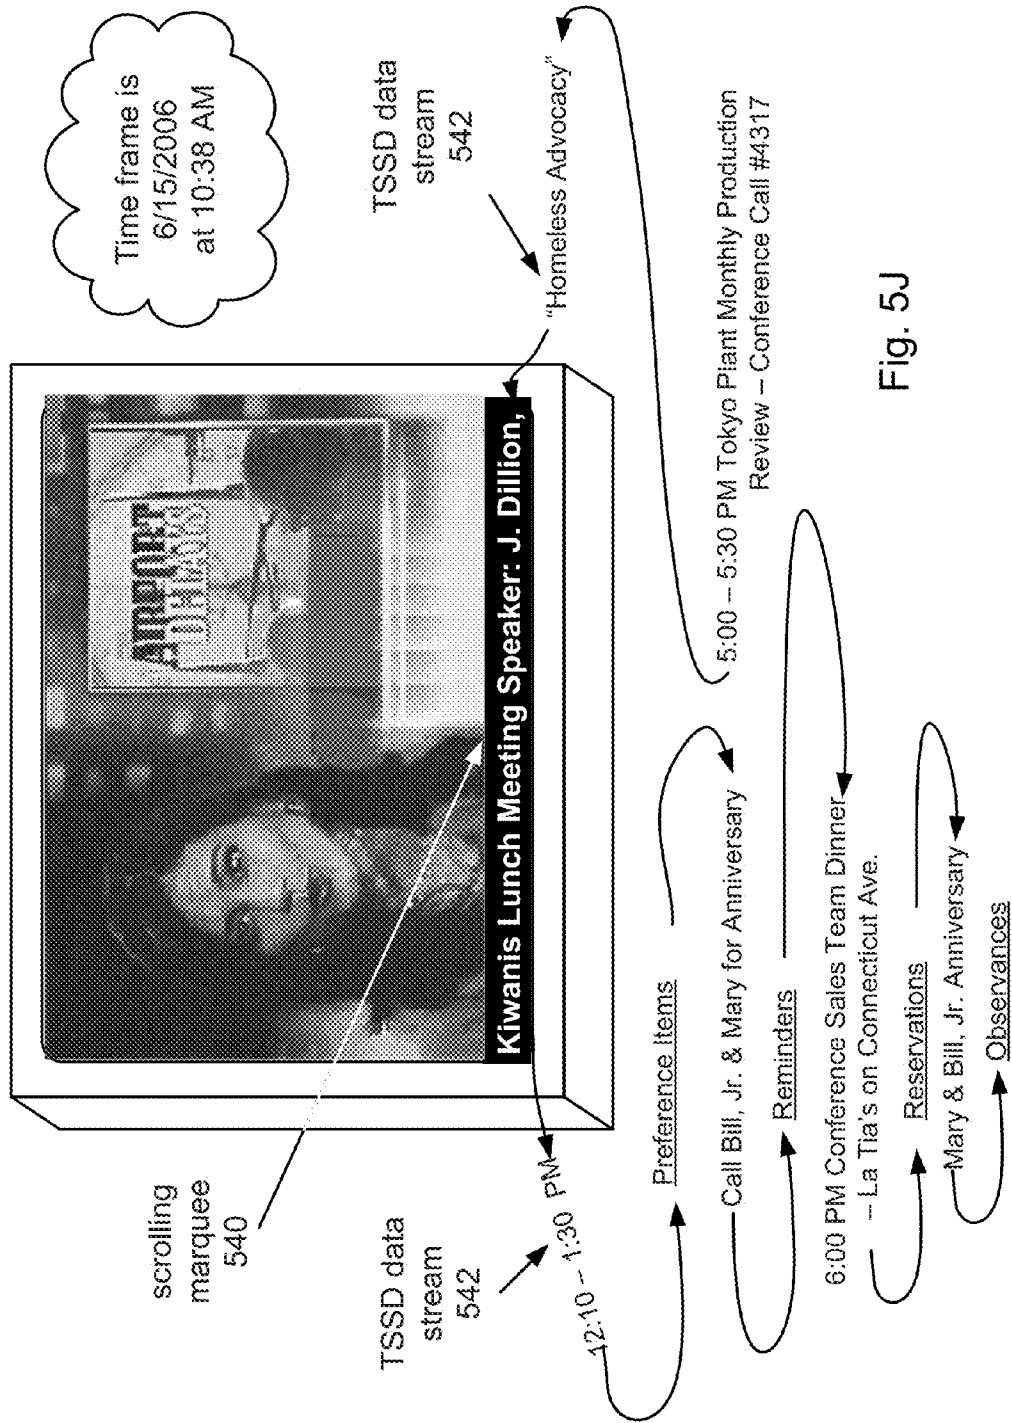 Time frame is
6/15/2006
at 10:38 AM
scrolling
marquee
540
AIRPORT
DELAYS
TSSD data
stream
542
TSSD data
stream
542
Kiwanis Lunch Meeting Speaker: J. Dillion,
"Homeless Advocacy"
12:10 – 1:30 PM
Preference Items
5:00 – 5:30 PM Tokyo Plant Monthly Production
Review – Conference Call #4317
Call Bill, Jr. & Mary for Anniversary
Reminders
6:00 PM Conference Sales Team Dinner
– La Tia's on Connecticut Ave.
Reservations
Mary & Bill, Jr. Anniversary
Observances
Fig. 5J